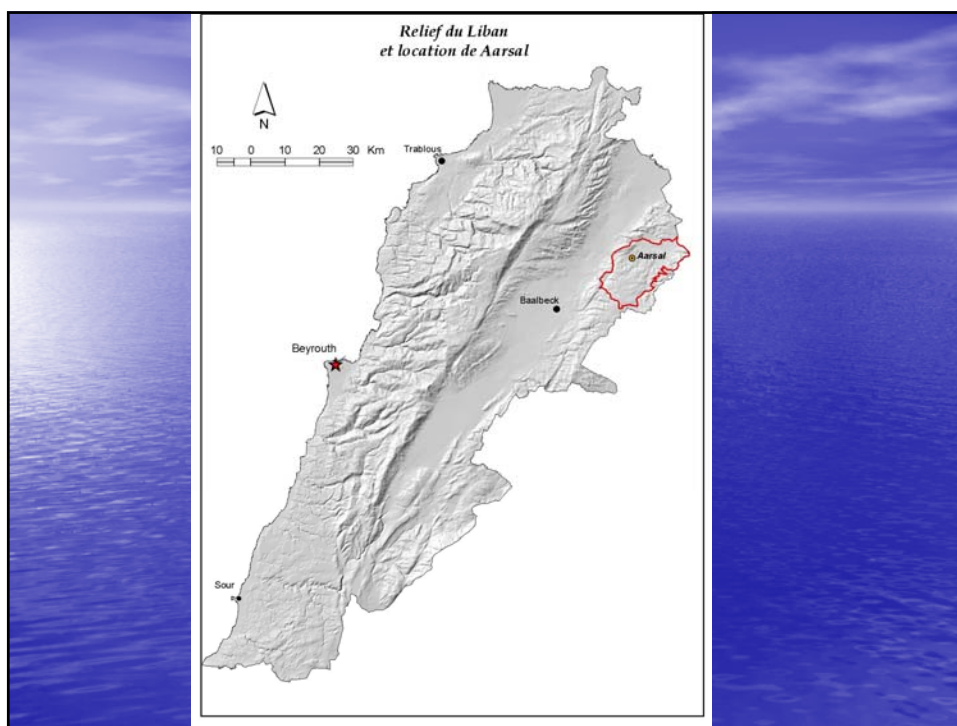 Relief du Liban
et location de Aarsal
N
10 0 10 20 30 Km
Trablous
Aarsal
Baalbeck
Beyrouth
Sour